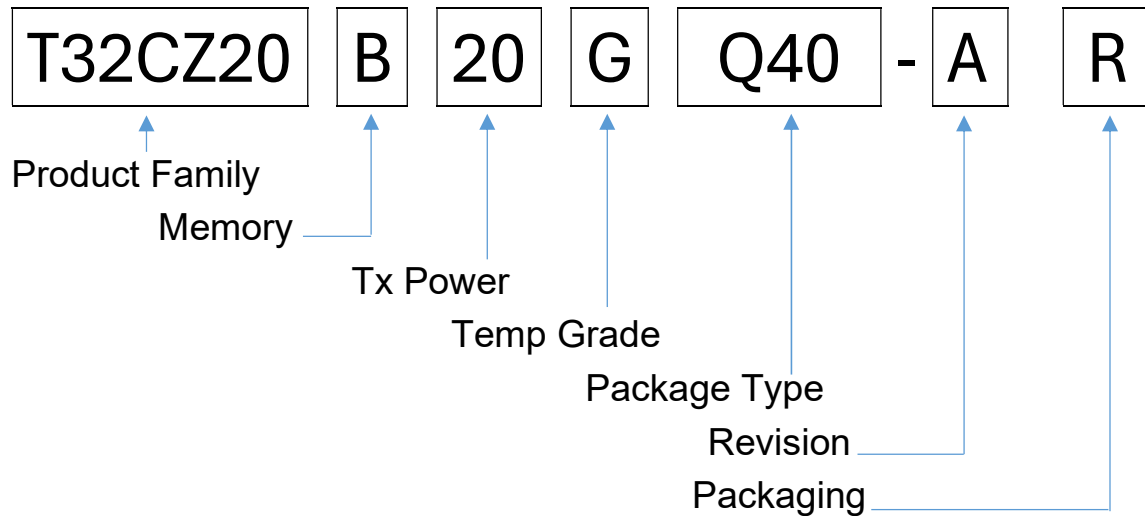 T32CZ20 B 20 G Q40 - A R
Product Family
Memory
Tx Power
Temp Grade
Package Type
Revision
Packaging